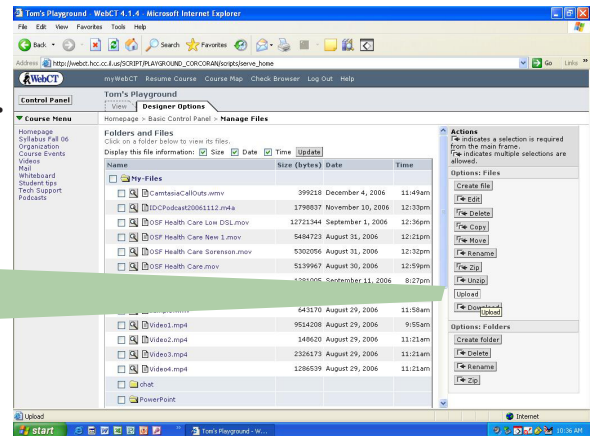 Tom's Playground - WebCT 4.1.4 - Microsoft Internet Explorer
File Edit View Favorites Tools Help
Back Search Favorites
Address http://webct.hcc.cc.il.us/SCRIPT/PLAYGROUND_CORCORAN/scripts/serve_home Go Links »
WebCT myWebCT Resume Course Course Map Check Browser Log Out Help
Control Panel
Tom's Playground
View Designer Options
Course Menu
Homepage > Basic Control Panel > Manage Files
Homepage
Syllabus Fall 06
Organization
Course Events
Videos
Mail
Whiteboard
Student tips
Tech Support
Podcasts
Folders and Files
Click on a folder below to view its files.
Display this file information: Size Date Time Update
Name Size (bytes) Date Time
My-Files
CamtasiaCallOuts.wmv 399218 December 4, 2006 11:49am
IDCPodcast20061112.m4a 1798837 November 10, 2006 12:33pm
OSF Health Care Low DSL.mov 12721344 September 1, 2006 12:36pm
OSF Health Care New 1.mov 5484723 August 31, 2006 12:21pm
OSF Health Care Sorenson.mov 5302056 August 31, 2006 12:32pm
OSF Health Care.mov 5139967 August 30, 2006 12:59pm
September 11, 2006 8:27pm
643170 August 29, 2006 11:58am
Video1.mp4 9514208 August 29, 2006 9:55am
Video2.mp4 148620 August 29, 2006 11:21am
Video3.mp4 2326173 August 29, 2006 11:21am
Video4.mp4 1286539 August 29, 2006 11:21am
chat
PowerPoint
Actions
indicates a selection is required
from the main frame.
indicates multiple selections are
allowed.
Options: Files
Create file
Edit
Delete
Copy
Move
Rename
Zip
Unzip
Upload
Download
Upload
Options: Folders
Create folder
Delete
Rename
Zip
Upload Internet
start Tom's Playground - W... 10:36 AM